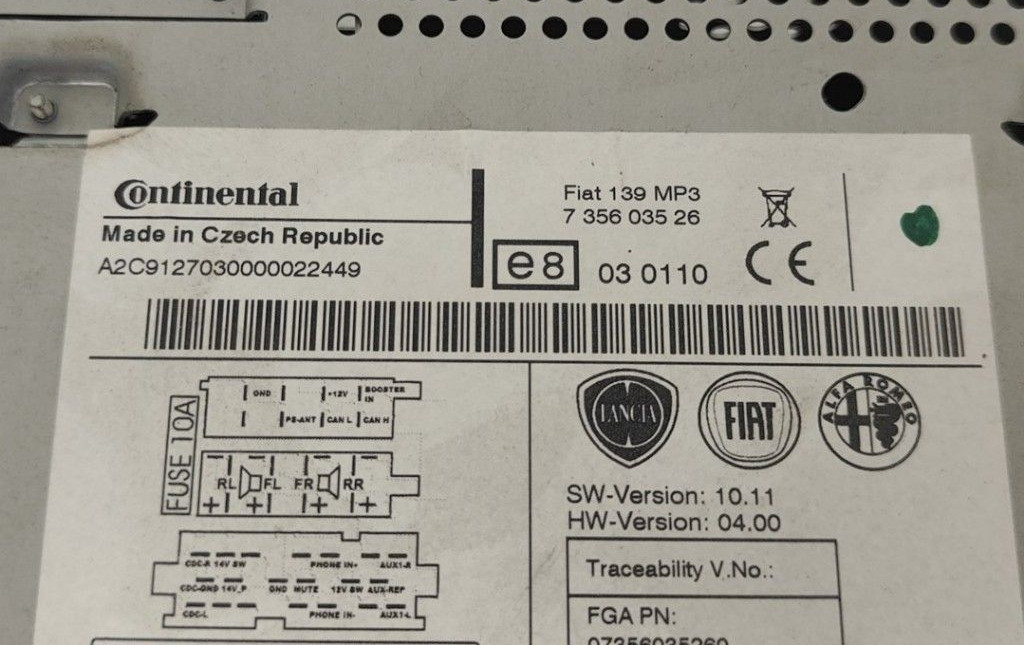 Continental
Made in Czech Republic
A2C9127030000022449
Fiat 139 MP3
7 356 035 26
e8
03 0110
CE
FUSE 10A
GND +12V BOOSTER IN
PS-ANT CAN L CAN H
RL FL FR RR
CDC-R 14V SW PHONE IN+ AUX1-R
CDC-GND 14V_P GND MUTE 12V SW AUX-REF
CDC-L PHONE IN- AUX1-L
LANCIA
FIAT
ALFA ROMEO
SW-Version: 10.11
HW-Version: 04.00
Traceability V.No.:
FGA PN:
07356035260